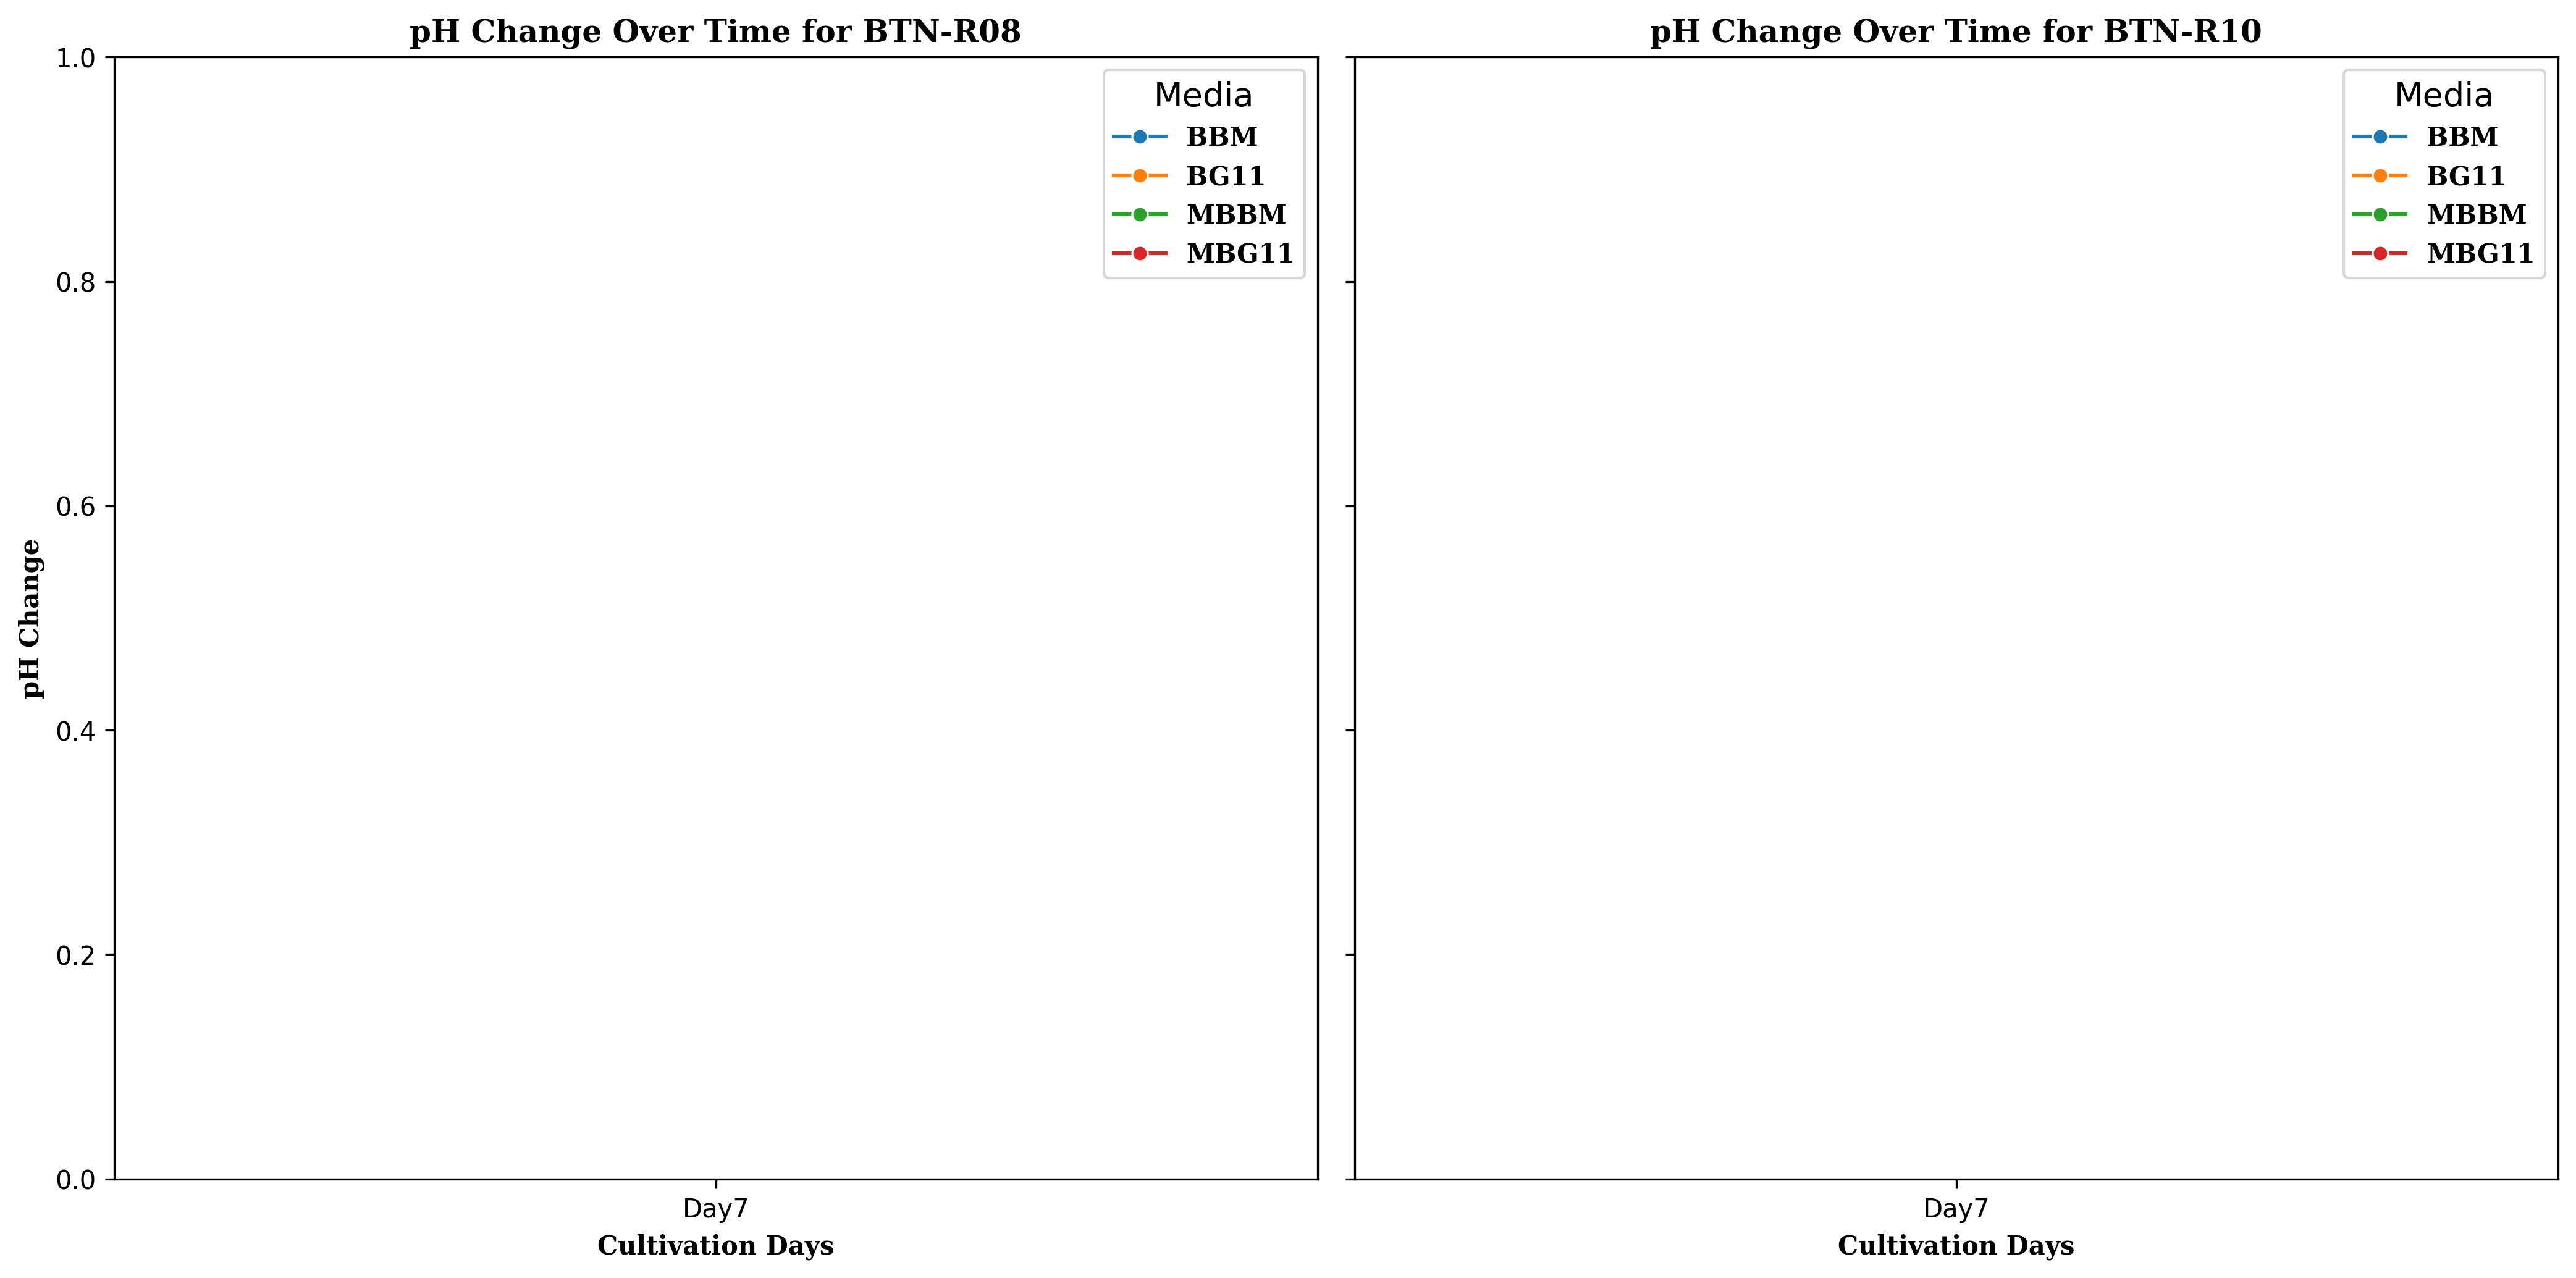 pH Change Over Time for BTN-R08
1.0
0.8
0.6
0.4
0.2
0.0
pH Change
Media
BBM
BG11
MBBM
MBG11
Day7
Cultivation Days
pH Change Over Time for BTN-R10
Media
BBM
BG11
MBBM
MBG11
Day7
Cultivation Days